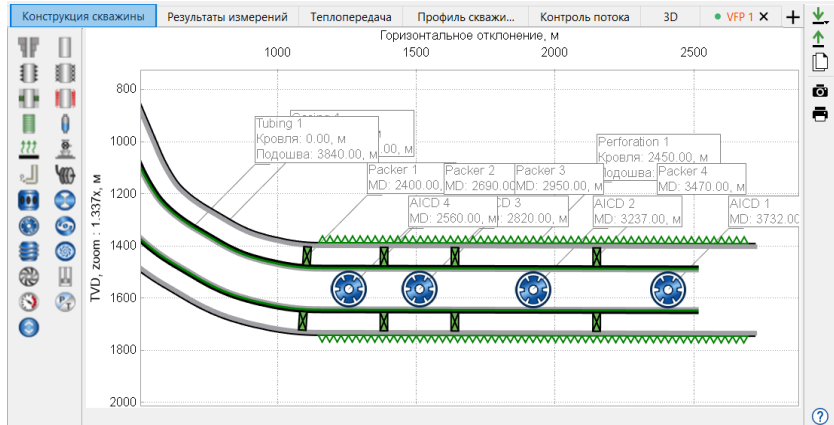 Конструкция скважины
Результаты измерений
Теплопередача
Профиль скважи...
Контроль потока
3D
VFP 1
Горизонтальное отклонение, м
1000
1500
2000
2500
TVD, zoom : 1.337x, м
800
1000
1200
1400
1600
1800
2000
Tubing 1
Кровля: 0.00, м
Подошва: 3840.00, м
.00, м
Perforation 1
Кровля: 2450.00, м
Подошва:
Packer 1
MD: 2400.00, м
Packer 2
MD: 2690.00, м
Packer 3
MD: 2950.00, м
Packer 4
MD: 3470.00, м
AICD 4
MD: 2560.00, м
CD 3
: 2820.00, м
AICD 2
MD: 3237.00, м
AICD 1
MD: 3732.00